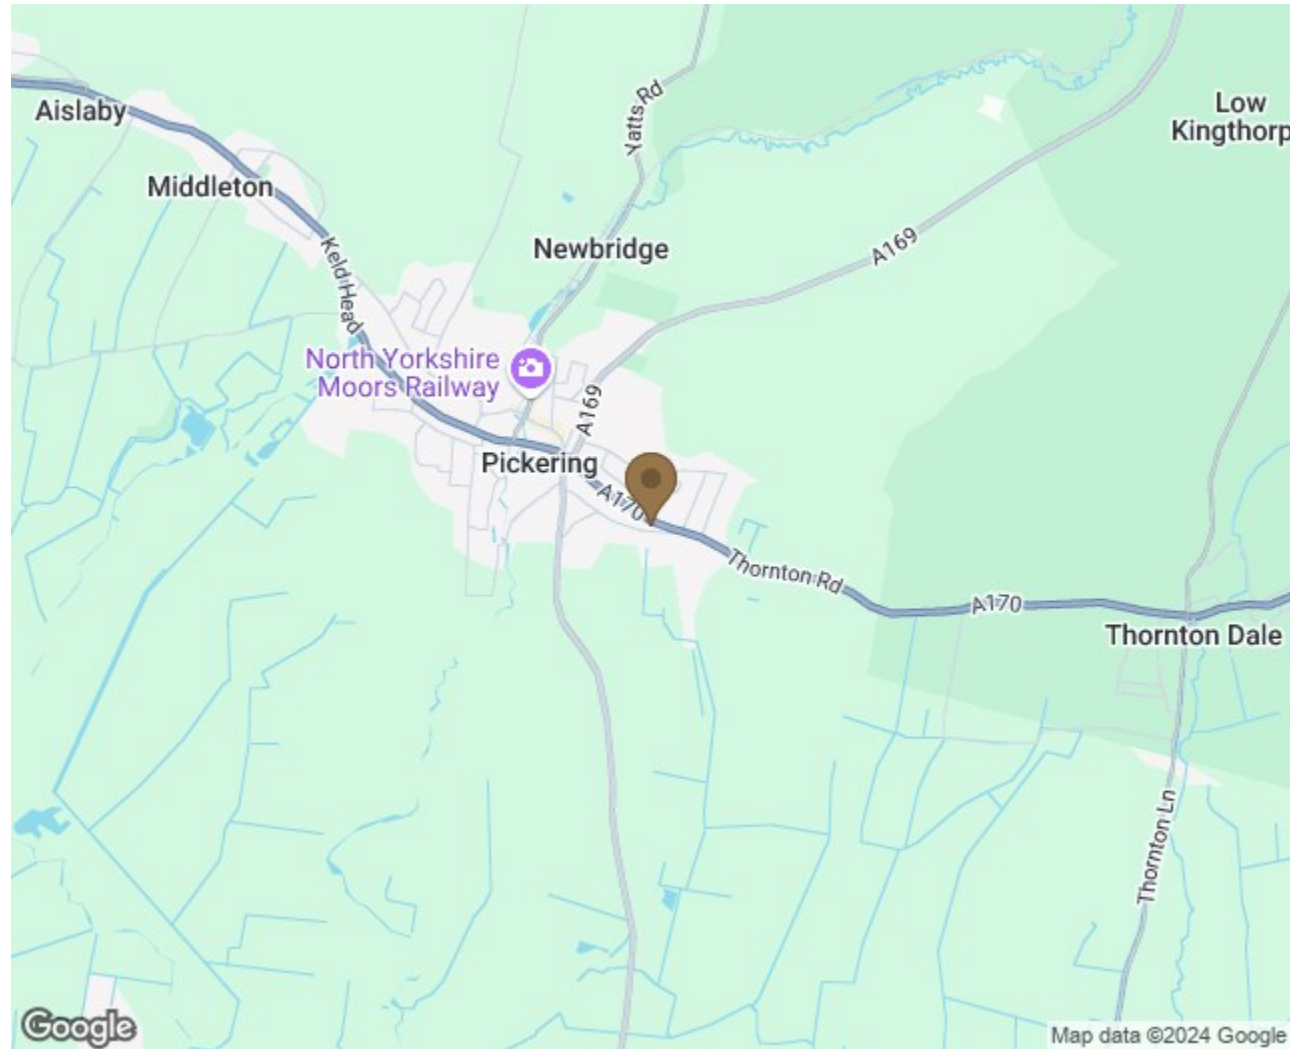 Yatts Rd
Aislaby
Low
Kingthorp
Middleton
Newbridge
A169
Keld Head
North Yorkshire
Moors Railway
A169
Pickering
A170
Thornton Rd
A170
Thornton Dale
Thornton Ln
Google
Map data ©2024 Google